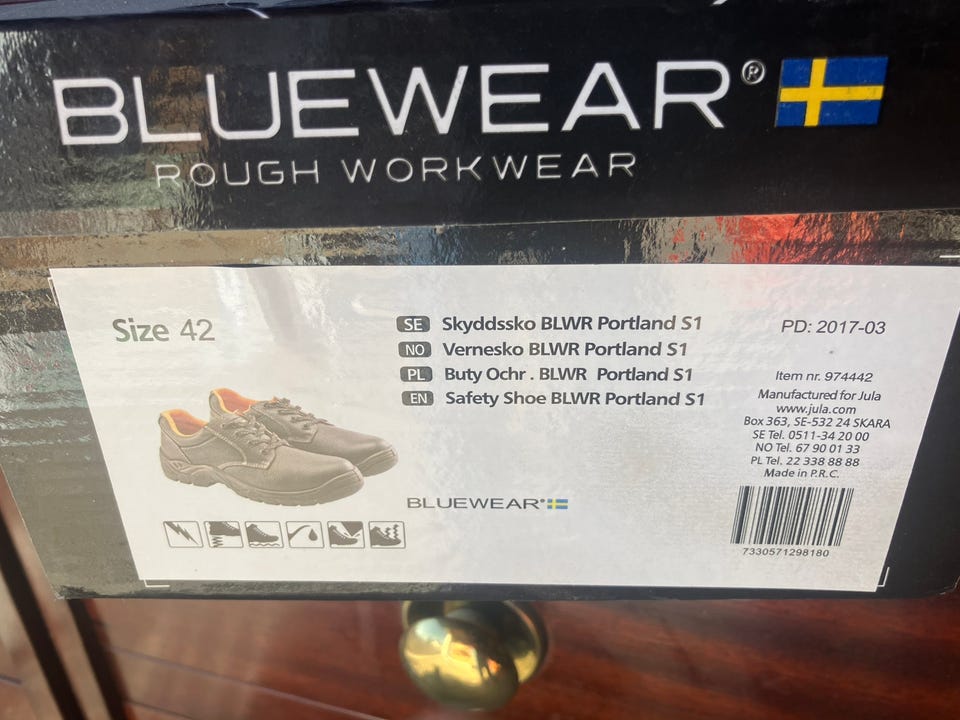 BLUEWEAR®
ROUGH WORKWEAR
Size 42
SE Skyddssko BLWR Portland S1
NO Vernesko BLWR Portland S1
PL Buty Ochr . BLWR Portland S1
EN Safety Shoe BLWR Portland S1
BLUEWEAR®
PD: 2017-03
Item nr. 974442
Manufactured for Jula
www.jula.com
Box 363, SE-532 24 SKARA
SE Tel. 0511-34 20 00
NO Tel. 67 90 01 33
PL Tel. 22 338 88 88
Made in P.R.C.
7330571298180